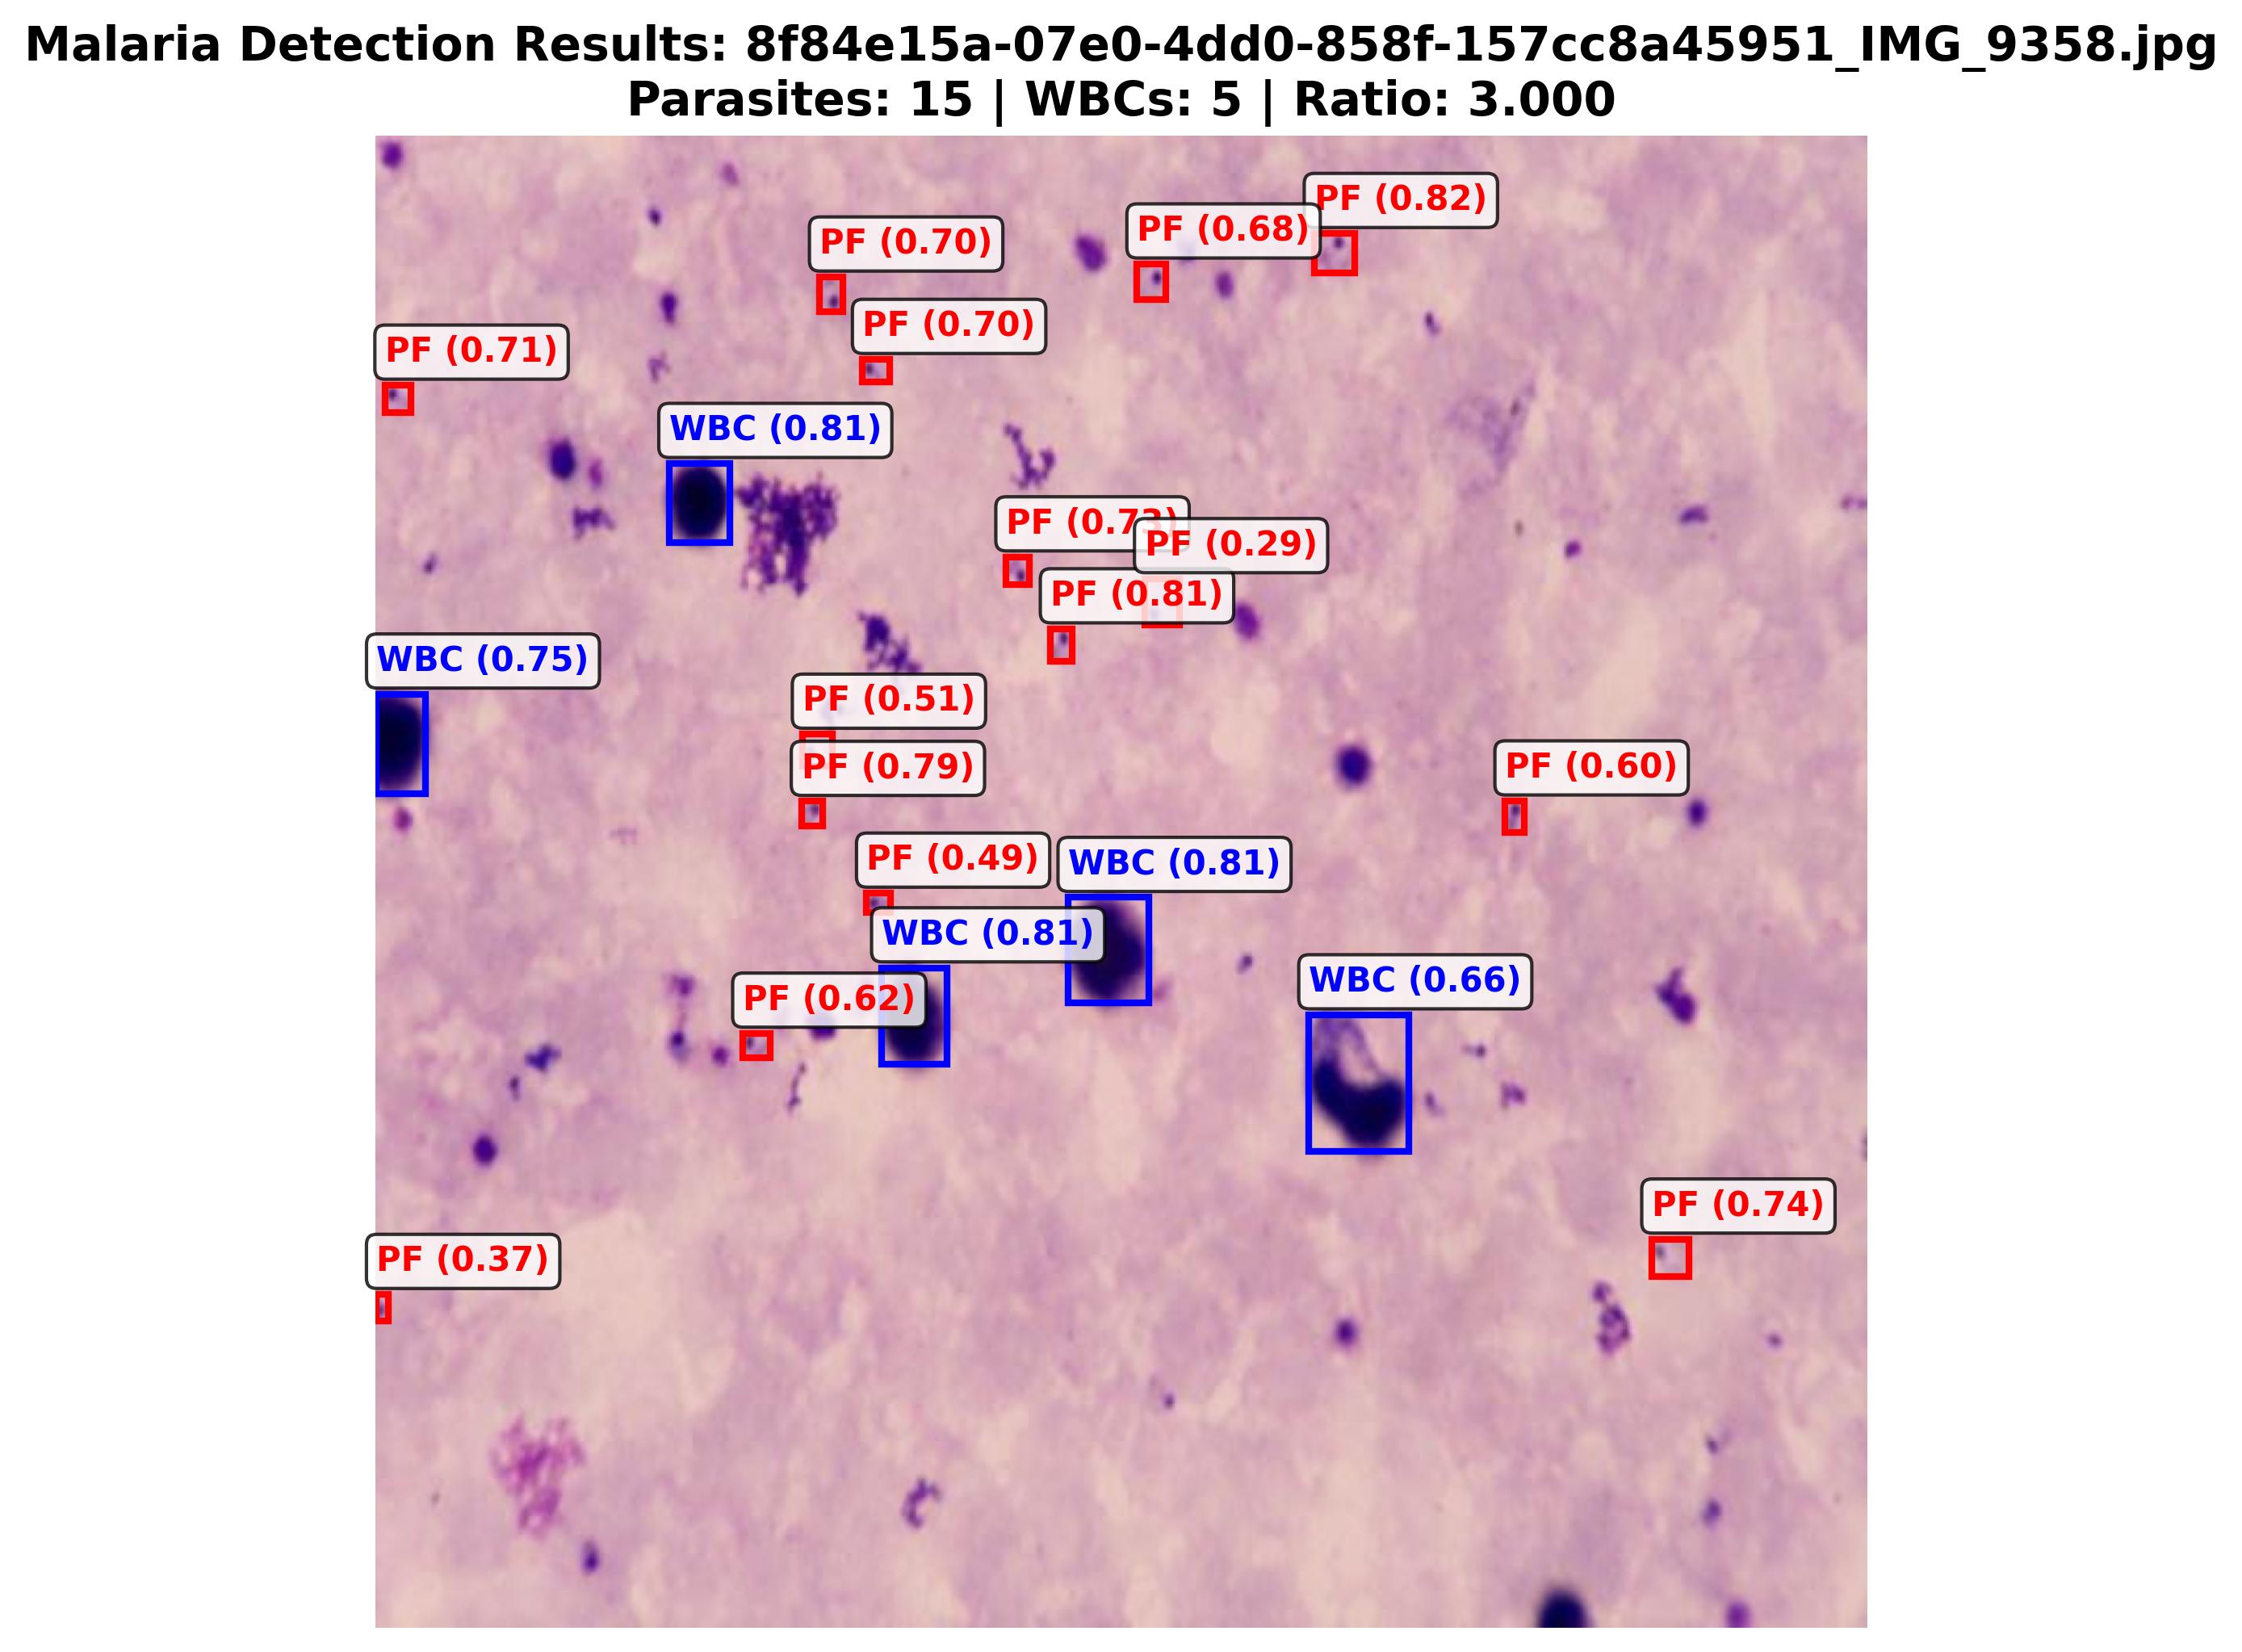 Malaria Detection Results: 8f84e15a-07e0-4dd0-858f-157cc8a45951_IMG_9358.jpg
Parasites: 15 | WBCs: 5 | Ratio: 3.000
PF (0.82)
PF (0.68)
PF (0.70)
PF (0.70)
PF (0.71)
WBC (0.81)
PF (0.73)
PF (0.29)
PF (0.81)
WBC (0.75)
PF (0.51)
PF (0.79)
PF (0.60)
PF (0.49)
WBC (0.81)
WBC (0.81)
WBC (0.66)
PF (0.62)
PF (0.74)
PF (0.37)